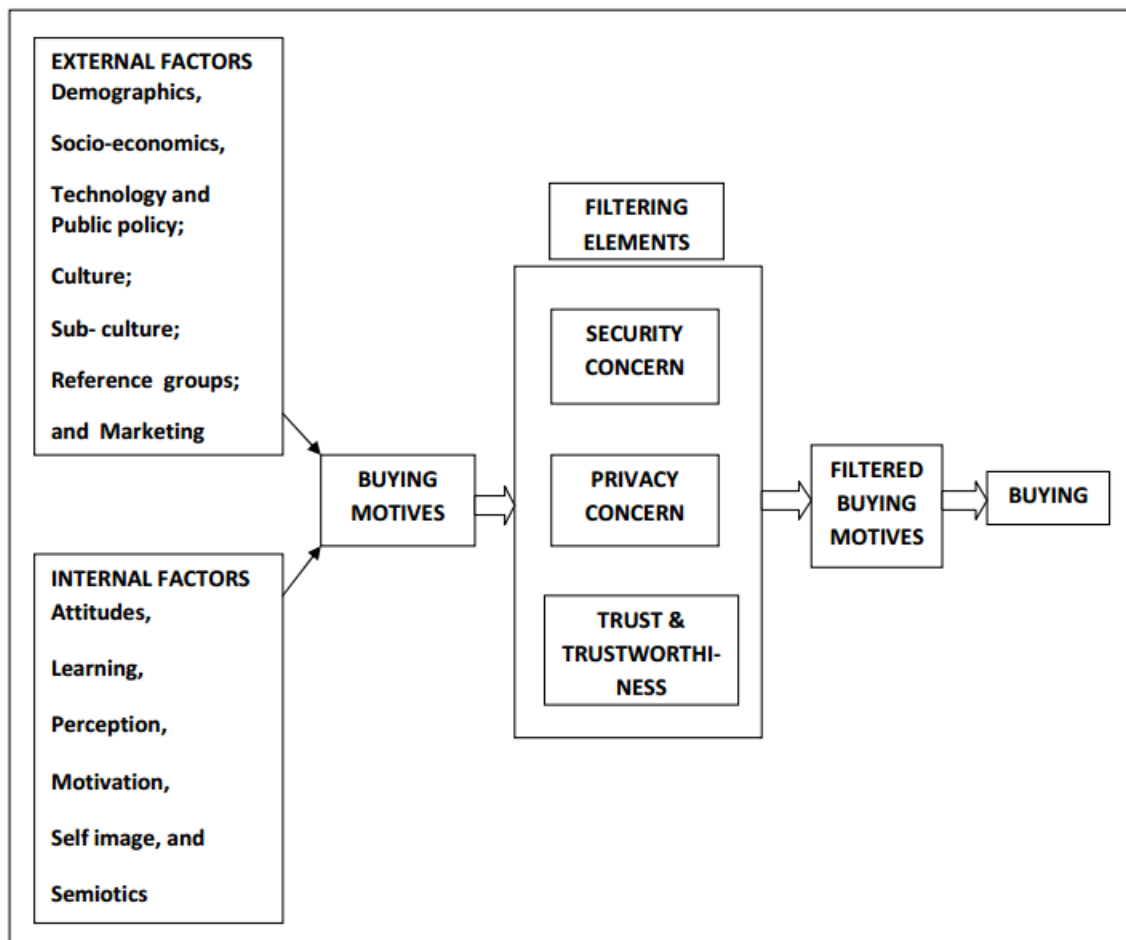 EXTERNAL FACTORS
Demographics,
Socio-economics,
Technology and
Public policy;
Culture;
Sub- culture;
Reference groups;
and Marketing
INTERNAL FACTORS
Attitudes,
Learning,
Perception,
Motivation,
Self image, and
Semiotics
BUYING
MOTIVES
FILTERING
ELEMENTS
SECURITY
CONCERN
PRIVACY
CONCERN
TRUST &
TRUSTWORTHI-
NESS
FILTERED
BUYING
MOTIVES
BUYING